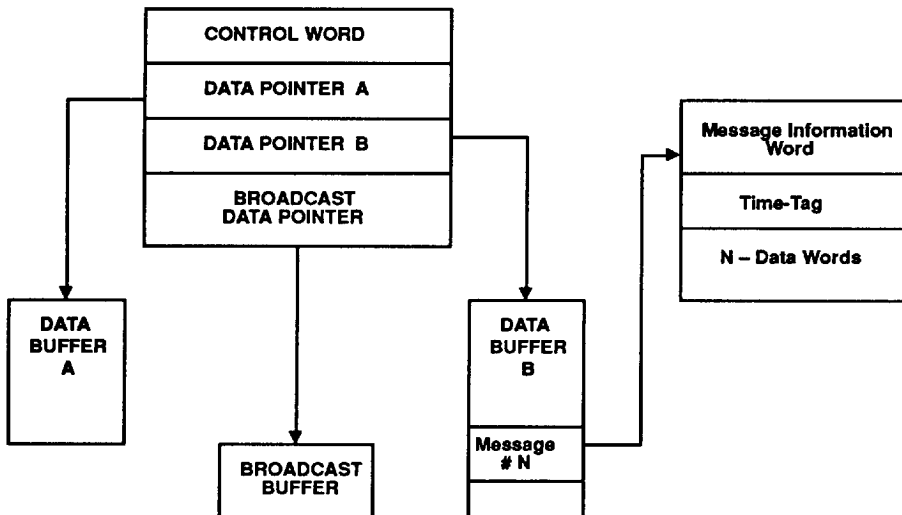 CONTROL WORD
DATA POINTER A
DATA POINTER B
BROADCAST
DATA POINTER
Message Information
Word
Time-Tag
N – Data Words
DATA
BUFFER
A
DATA
BUFFER
B
Message
# N
BROADCAST
BUFFER